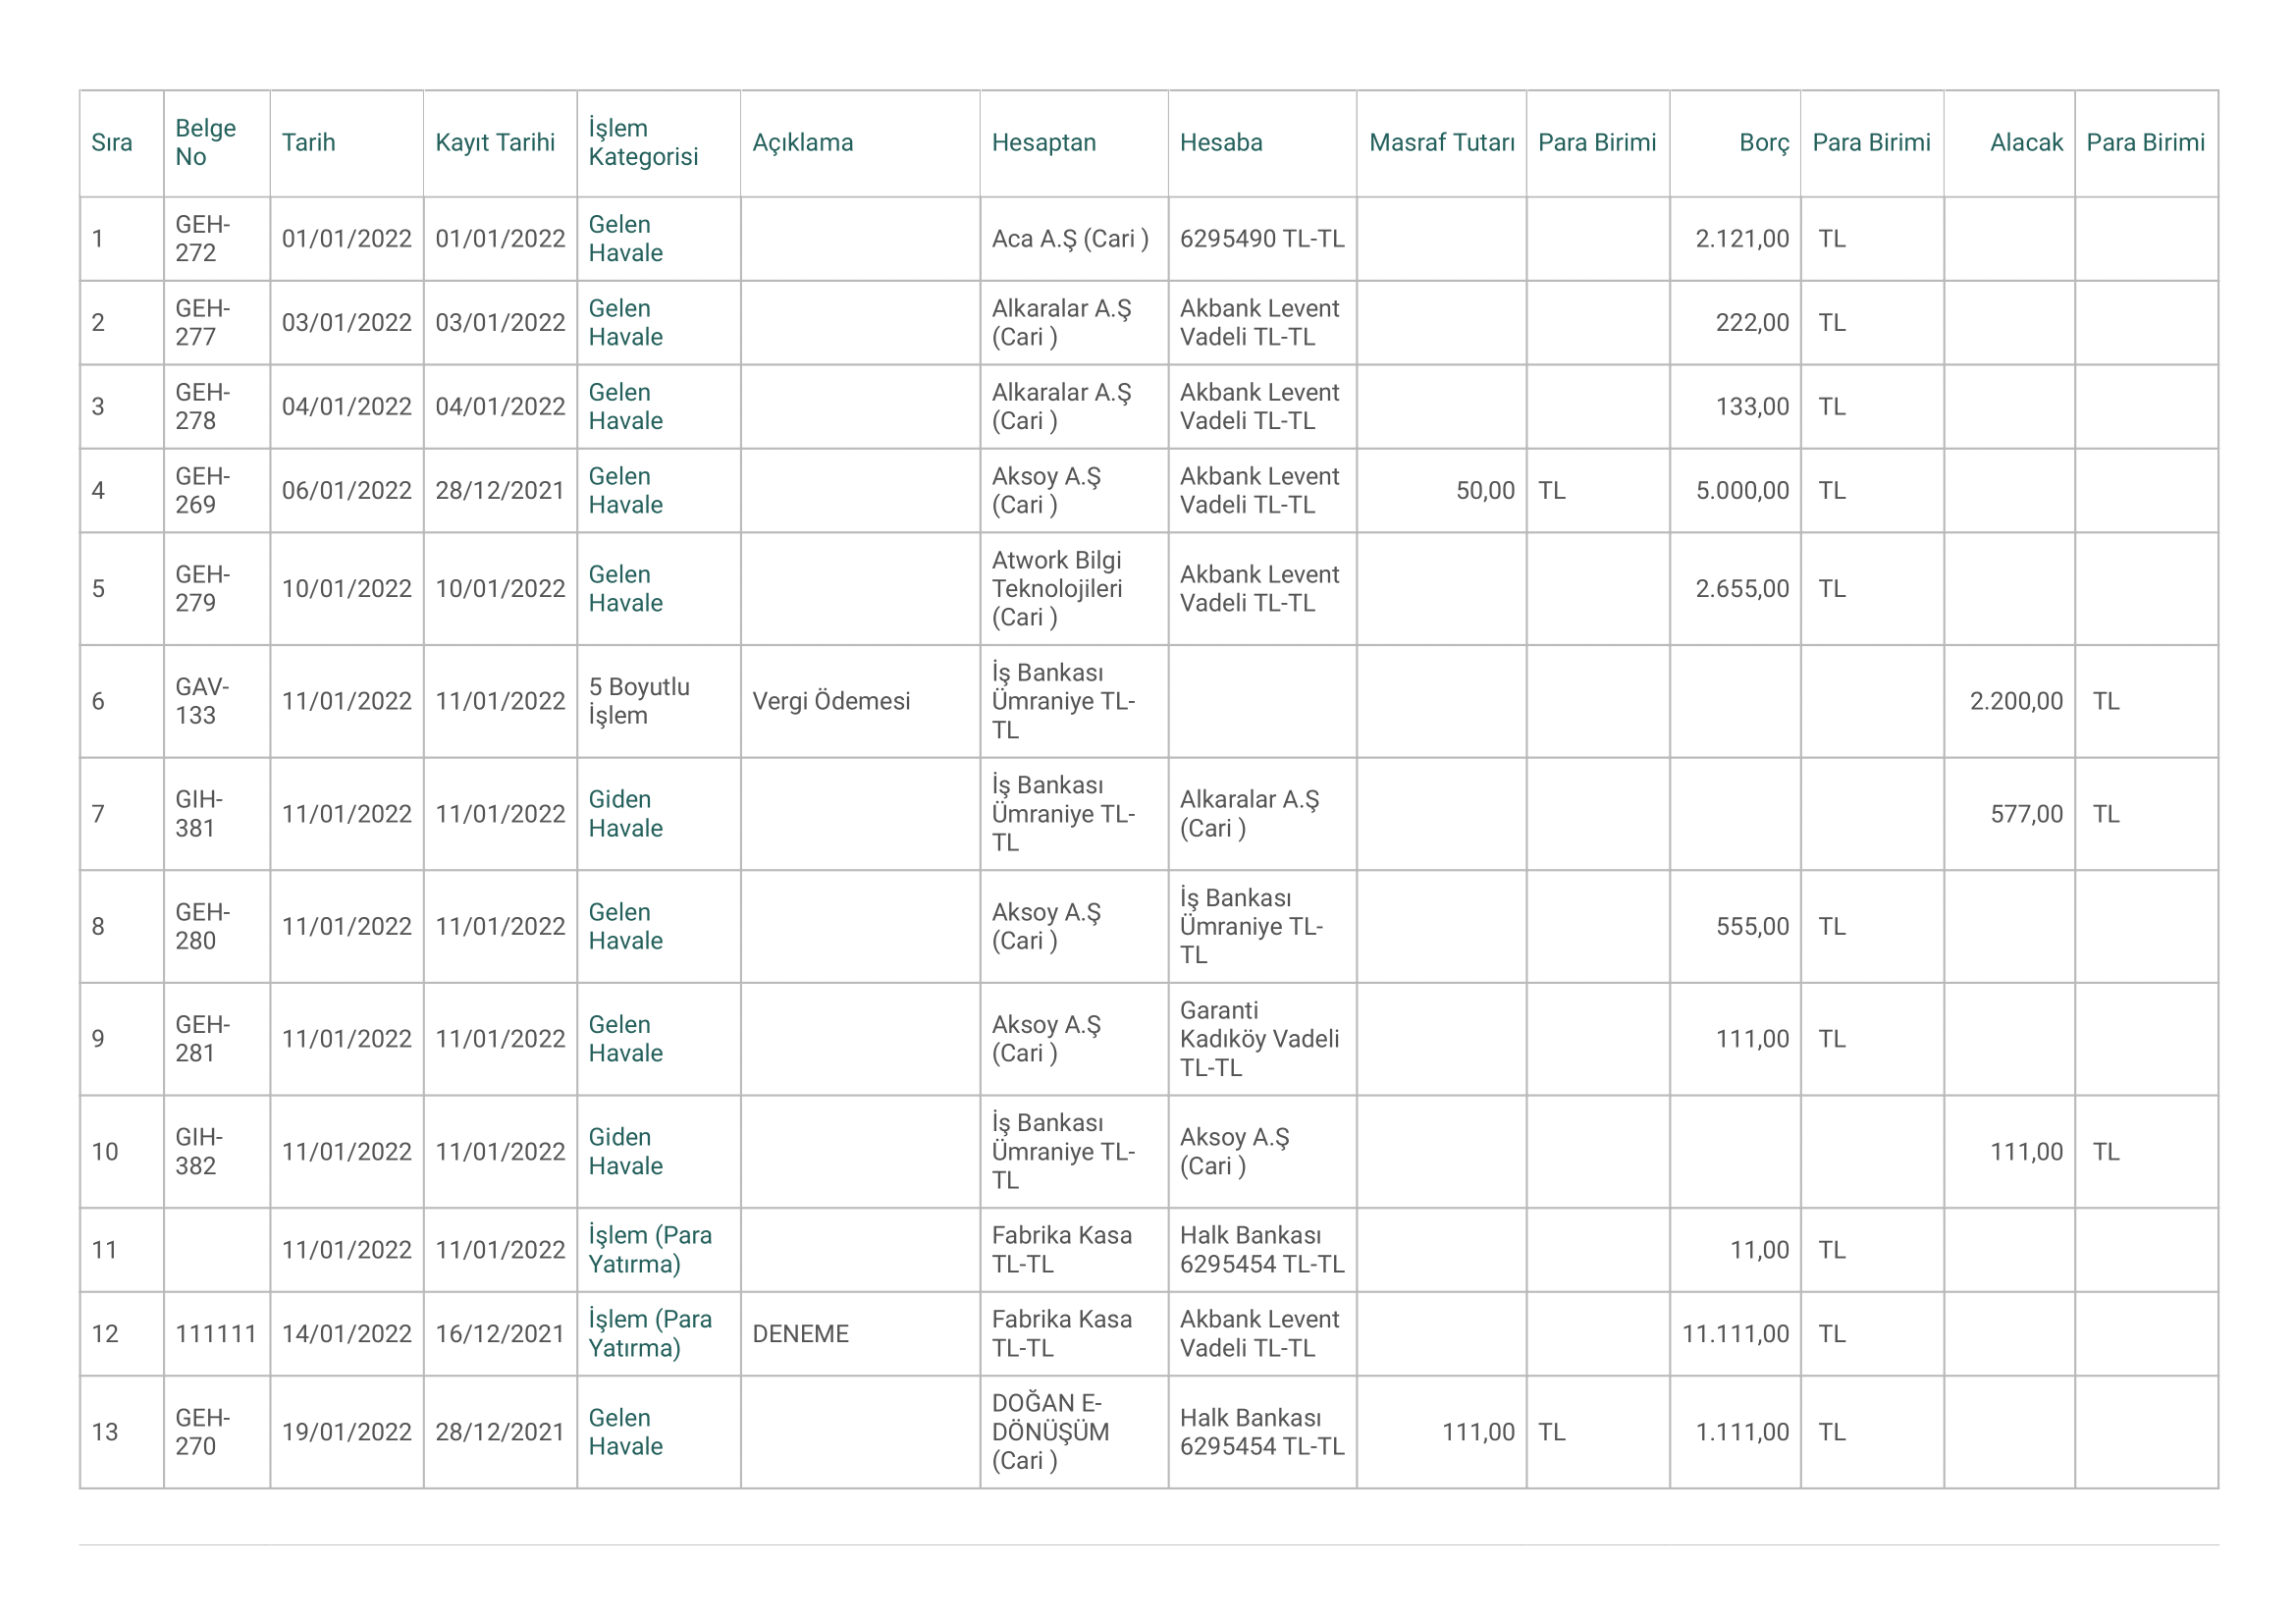 Sıra Belge No Tarih Kayıt Tarihi İşlem Kategorisi Açıklama Hesaptan Hesaba Masraf Tutarı Para Birimi Borç Para Birimi Alacak Para Birimi
1 GEH-272 01/01/2022 01/01/2022 Gelen Havale Aca A.Ş (Cari ) 6295490 TL-TL 2.121,00 TL
2 GEH-277 03/01/2022 03/01/2022 Gelen Havale Alkaralar A.Ş (Cari ) Akbank Levent Vadeli TL-TL 222,00 TL
3 GEH-278 04/01/2022 04/01/2022 Gelen Havale Alkaralar A.Ş (Cari ) Akbank Levent Vadeli TL-TL 133,00 TL
4 GEH-269 06/01/2022 28/12/2021 Gelen Havale Aksoy A.Ş (Cari ) Akbank Levent Vadeli TL-TL 50,00 TL 5.000,00 TL
5 GEH-279 10/01/2022 10/01/2022 Gelen Havale Atwork Bilgi Teknolojileri (Cari ) Akbank Levent Vadeli TL-TL 2.655,00 TL
6 GAV-133 11/01/2022 11/01/2022 5 Boyutlu İşlem Vergi Ödemesi İş Bankası Ümraniye TL-TL 2.200,00 TL
7 GIH-381 11/01/2022 11/01/2022 Giden Havale İş Bankası Ümraniye TL-TL Alkaralar A.Ş (Cari ) 577,00 TL
8 GEH-280 11/01/2022 11/01/2022 Gelen Havale Aksoy A.Ş (Cari ) İş Bankası Ümraniye TL-TL 555,00 TL
9 GEH-281 11/01/2022 11/01/2022 Gelen Havale Aksoy A.Ş (Cari ) Garanti Kadıköy Vadeli TL-TL 111,00 TL
10 GIH-382 11/01/2022 11/01/2022 Giden Havale İş Bankası Ümraniye TL-TL Aksoy A.Ş (Cari ) 111,00 TL
11 11/01/2022 11/01/2022 İşlem (Para Yatırma) Fabrika Kasa TL-TL Halk Bankası 6295454 TL-TL 11,00 TL
12 111111 14/01/2022 16/12/2021 İşlem (Para Yatırma) DENEME Fabrika Kasa TL-TL Akbank Levent Vadeli TL-TL 11.111,00 TL
13 GEH-270 19/01/2022 28/12/2021 Gelen Havale DOĞAN E-DÖNÜŞÜM (Cari ) Halk Bankası 6295454 TL-TL 111,00 TL 1.111,00 TL